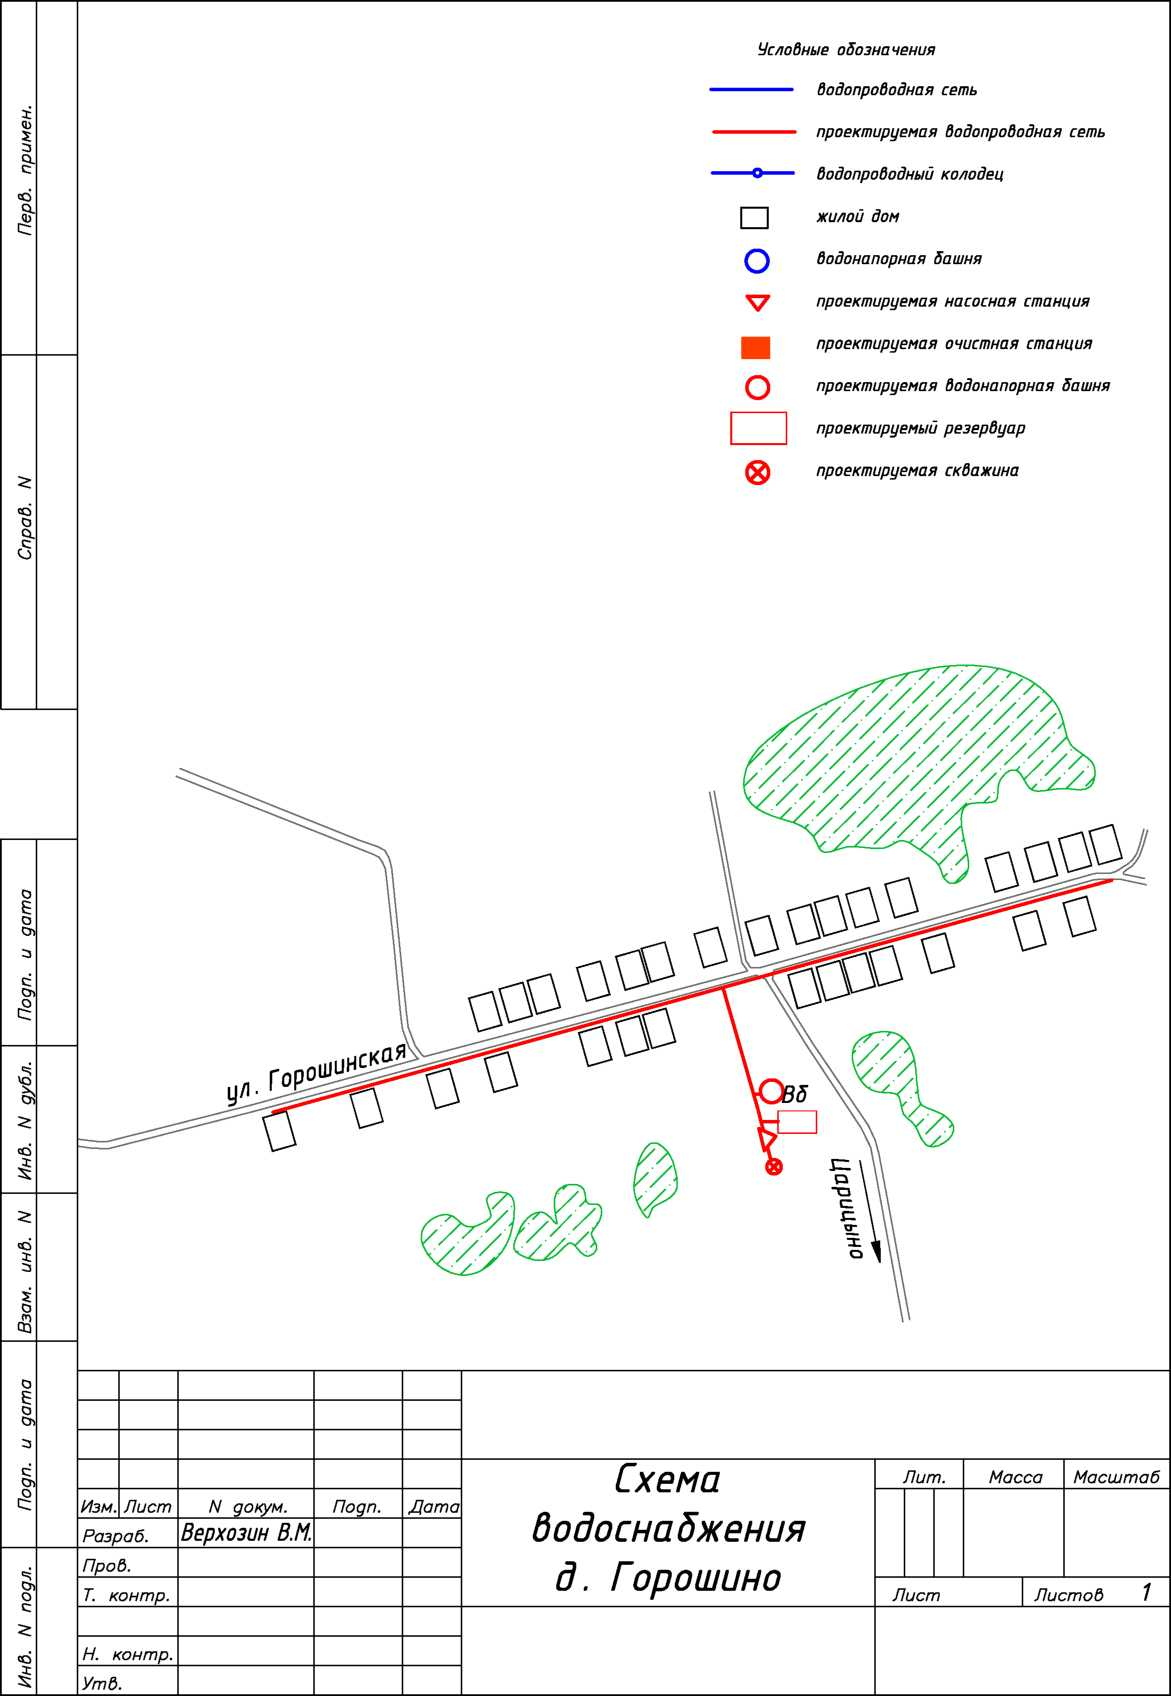 Условные обозначения
водопроводная сеть
проектируемая водопроводная сеть
водопроводный колодец
жилой дом
водонапорная башня
проектируемая насосная станция
проектируемая очистная станция
проектируемая водонапорная башня
проектируемый резервуар
проектируемая скважина
Перв. примен.
Справ. N
Подп. и дата
Инв. N дубл.
Взам. инв. N
Подп. и дата
Инв. N подл.
ул. Горошинская
Вб
Царицыно
Изм. Лист N докум. Подп. Дата
Разраб. Верхозин В.М.
Пров.
Т. контр.
Н. контр.
Утв.
Схема
водоснабжения
д. Горошино
Лит. Масса Масштаб
Лист Листов 1